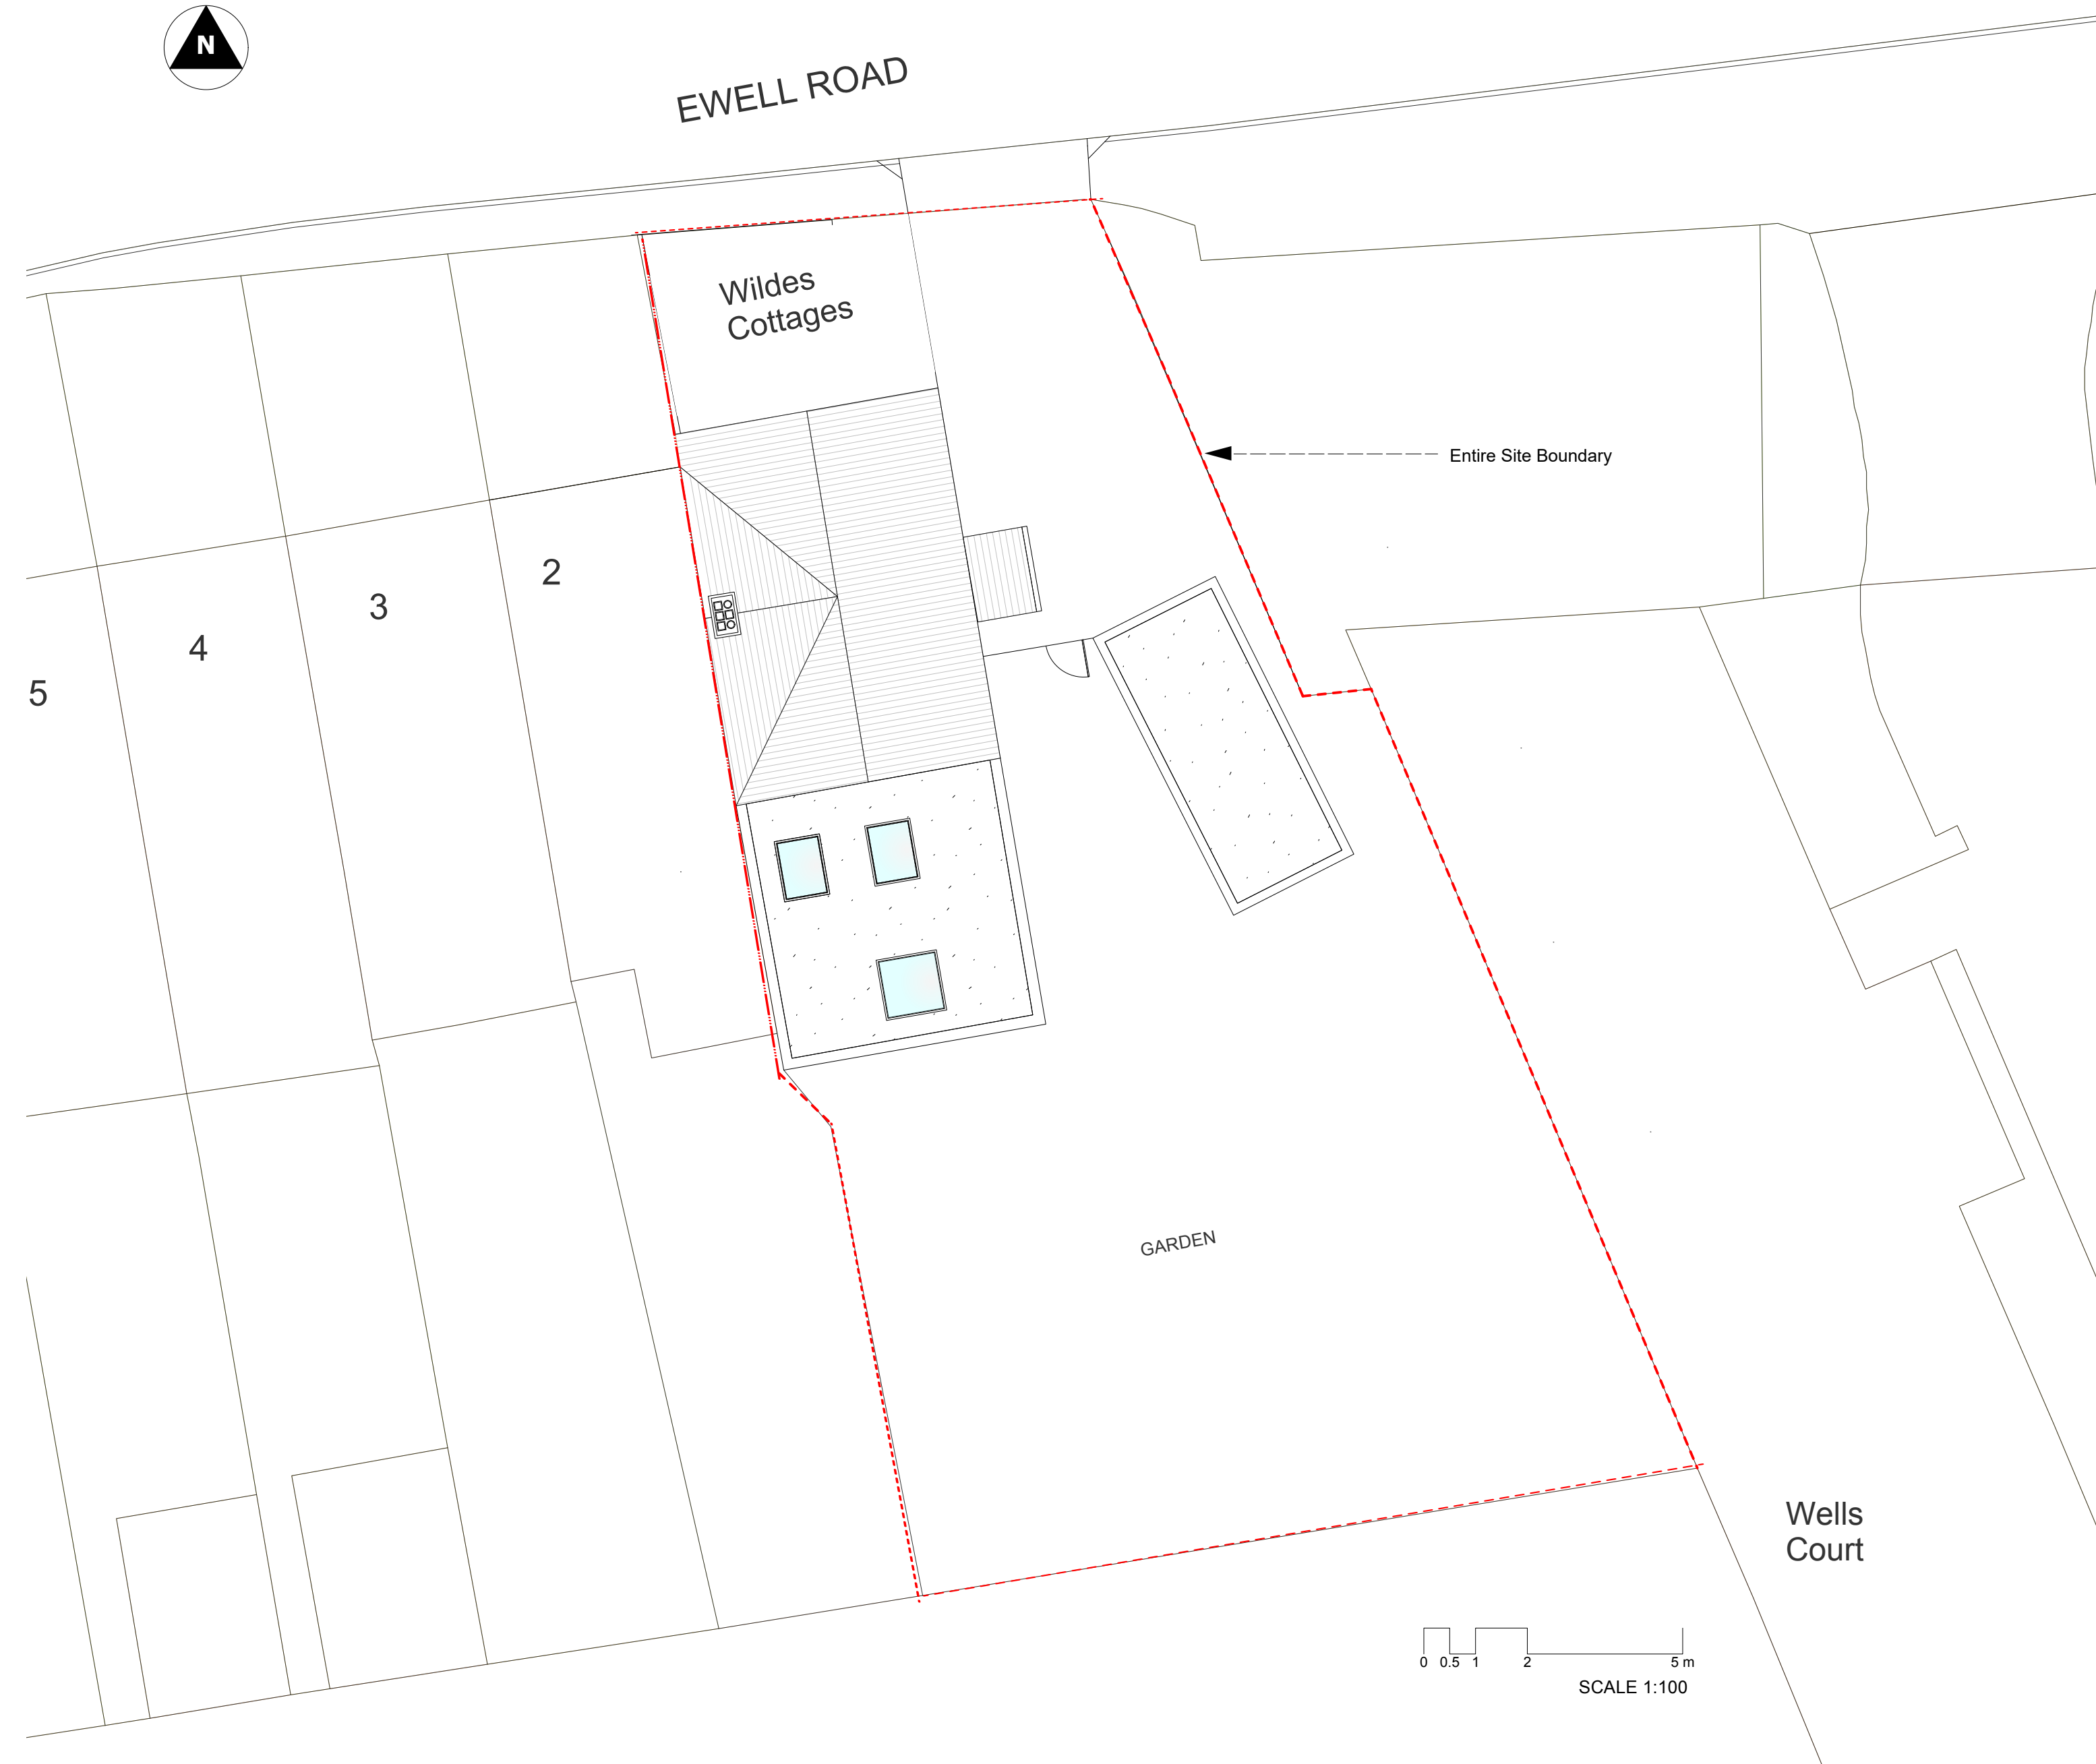 N
EWELL ROAD
Wildes
Cottages
Entire Site Boundary
2
3
4
5
GARDEN
Wells
Court
0 0.5 1 2 5 m
SCALE 1:100